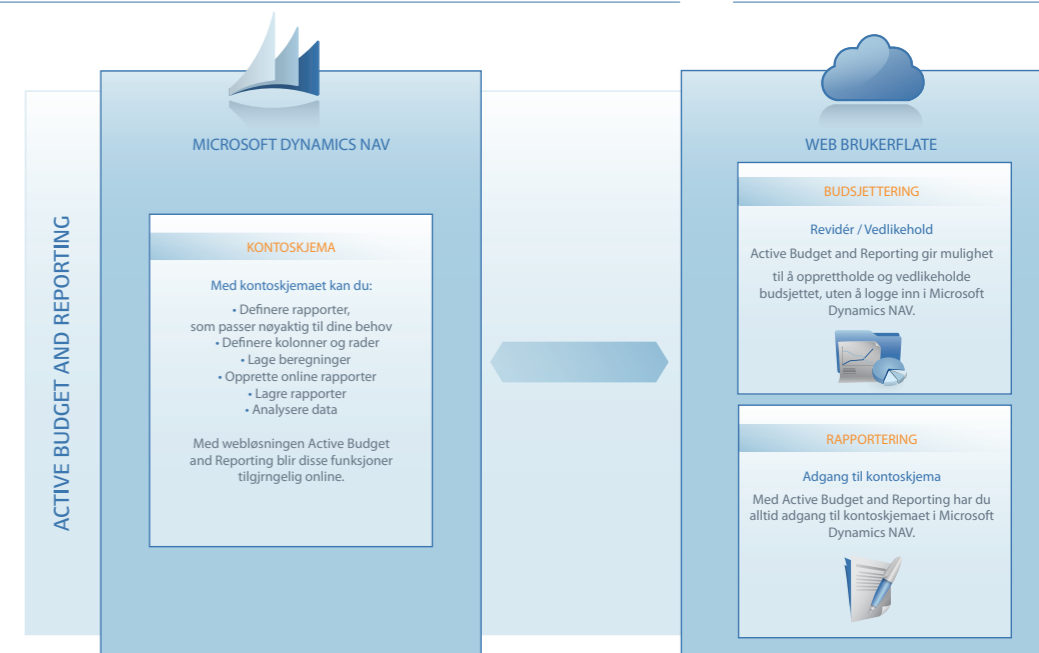 ACTIVE BUDGET AND REPORTING
MICROSOFT DYNAMICS NAV
KONTOSKJEMA
Med kontoskjemaet kan du:
• Definere rapporter,
som passer nøyaktig til dine behov
• Definere kolonner og rader
• Lage beregninger
• Opprette online rapporter
• Lagre rapporter
• Analysere data
Med webløsningen Active Budget
and Reporting blir disse funksjoner
tilgjrngelig online.
WEB BRUKERFLATE
BUDSJETTERING
Revidér / Vedlikehold
Active Budget and Reporting gir mulighet
til å opprettholde og vedlikeholde
budsjettet, uten å logge inn i Microsoft
Dynamics NAV.
RAPPORTERING
Adgang til kontoskjema
Med Active Budget and Reporting har du
alltid adgang til kontoskjemaet i Microsoft
Dynamics NAV.